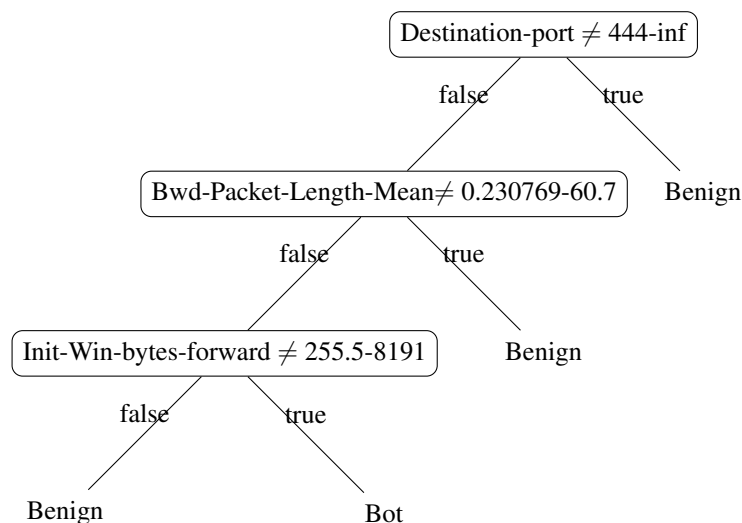 Destination-port ≠ 444-inf
false
true
Bwd-Packet-Length-Mean≠ 0.230769-60.7
Benign
false
true
Init-Win-bytes-forward ≠ 255.5-8191
Benign
false
true
Benign
Bot